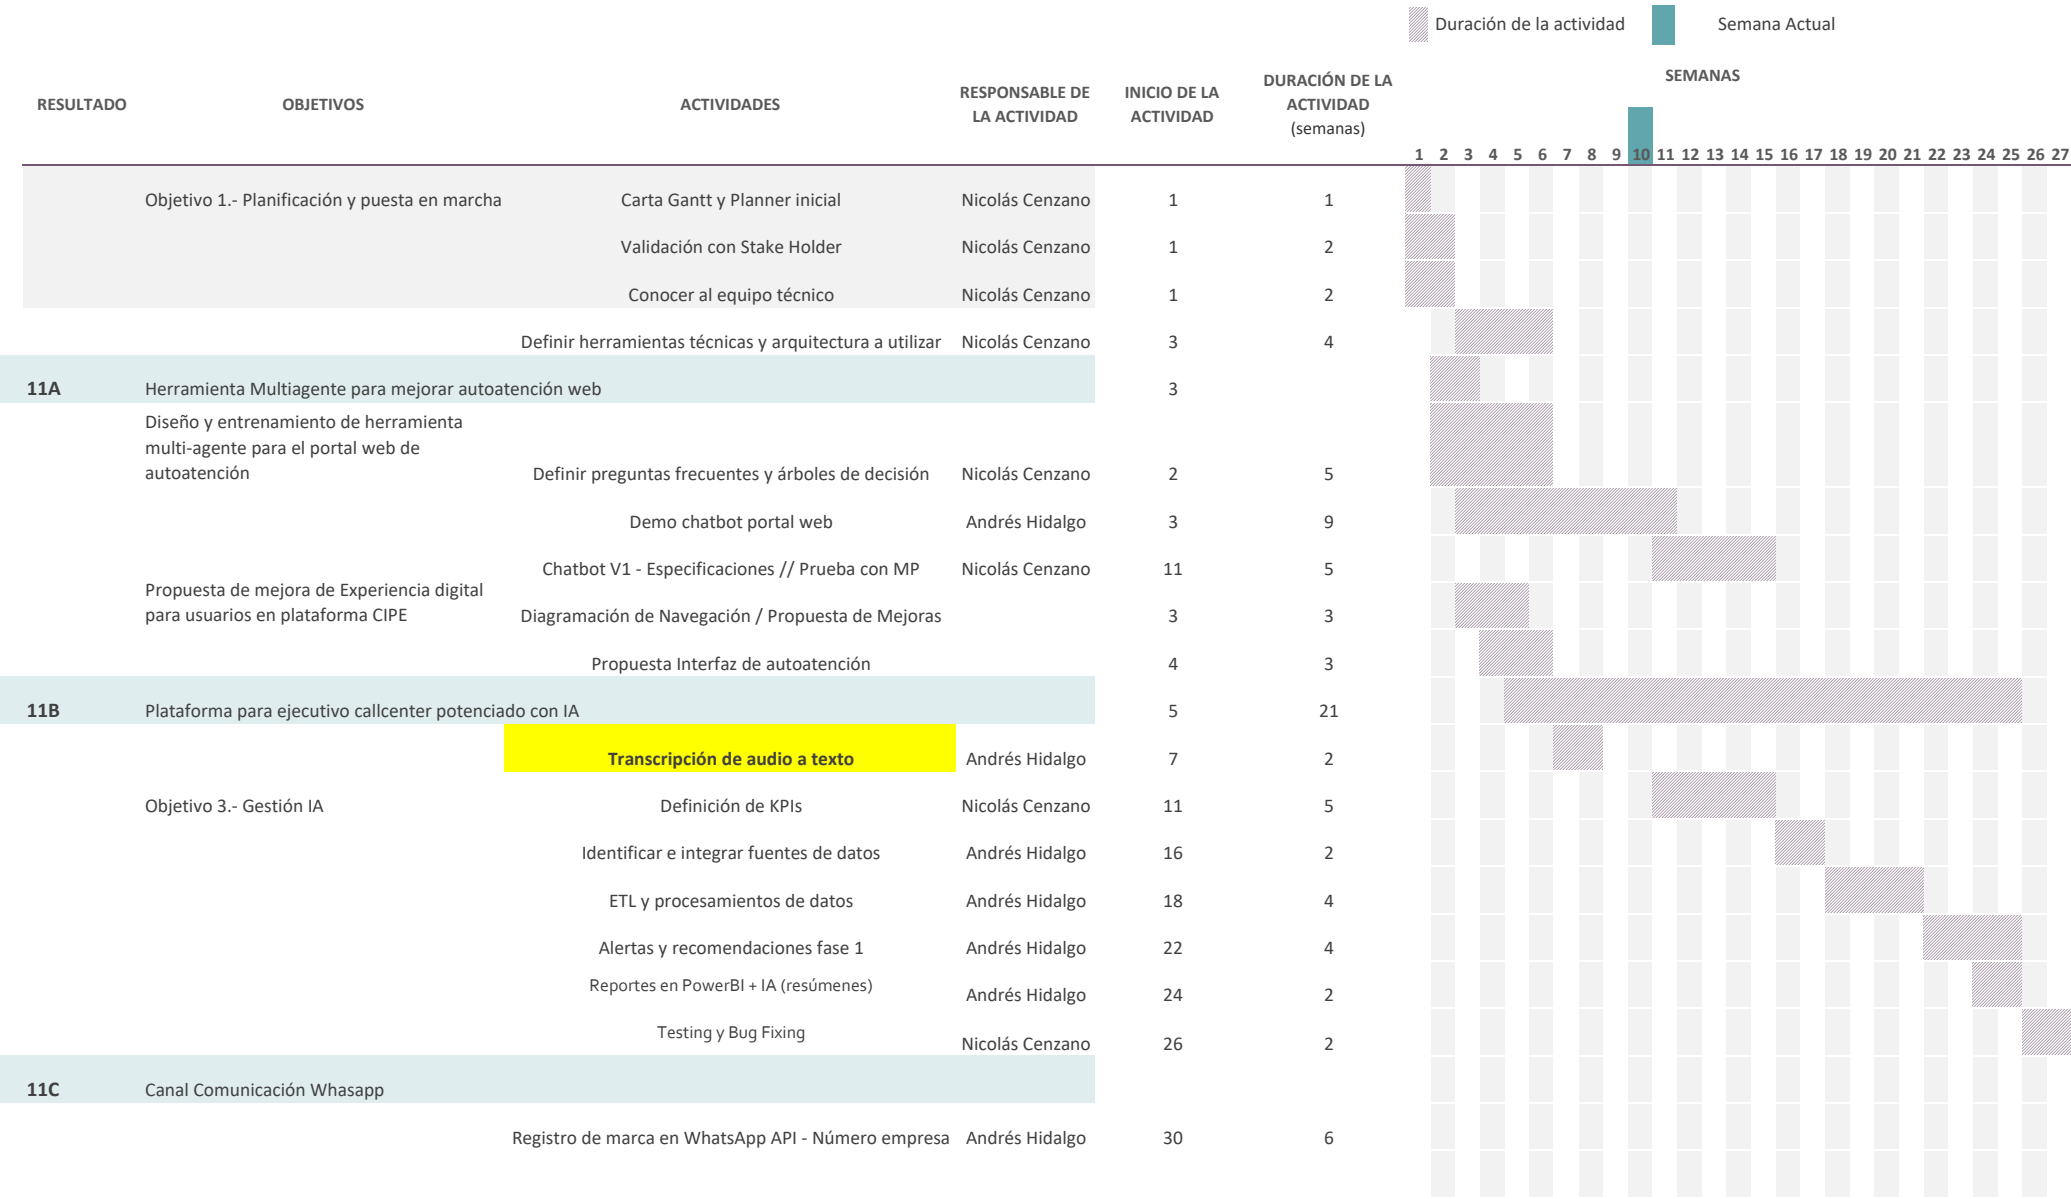 Duración de la actividad Semana Actual
RESULTADO OBJETIVOS ACTIVIDADES RESPONSABLE DE LA ACTIVIDAD INICIO DE LA ACTIVIDAD DURACIÓN DE LA ACTIVIDAD (semanas) SEMANAS
1 2 3 4 5 6 7 8 9 10 11 12 13 14 15 16 17 18 19 20 21 22 23 24 25 26 27
Objetivo 1.- Planificación y puesta en marcha Carta Gantt y Planner inicial Nicolás Cenzano 1 1
Validación con Stake Holder Nicolás Cenzano 1 2
Conocer al equipo técnico Nicolás Cenzano 1 2
Definir herramientas técnicas y arquitectura a utilizar Nicolás Cenzano 3 4
11A Herramienta Multiagente para mejorar autoatención web 3
Diseño y entrenamiento de herramienta
multi-agente para el portal web de
autoatención Definir preguntas frecuentes y árboles de decisión Nicolás Cenzano 2 5
Demo chatbot portal web Andrés Hidalgo 3 9
Chatbot V1 - Especificaciones // Prueba con MP Nicolás Cenzano 11 5
Propuesta de mejora de Experiencia digital
para usuarios en plataforma CIPE Diagramación de Navegación / Propuesta de Mejoras 3 3
Propuesta Interfaz de autoatención 4 3
11B Plataforma para ejecutivo callcenter potenciado con IA 5 21
Transcripción de audio a texto Andrés Hidalgo 7 2
Objetivo 3.- Gestión IA Definición de KPIs Nicolás Cenzano 11 5
Identificar e integrar fuentes de datos Andrés Hidalgo 16 2
ETL y procesamientos de datos Andrés Hidalgo 18 4
Alertas y recomendaciones fase 1 Andrés Hidalgo 22 4
Reportes en PowerBI + IA (resúmenes) Andrés Hidalgo 24 2
Testing y Bug Fixing Nicolás Cenzano 26 2
11C Canal Comunicación Whasapp
Registro de marca en WhatsApp API - Número empresa Andrés Hidalgo 30 6